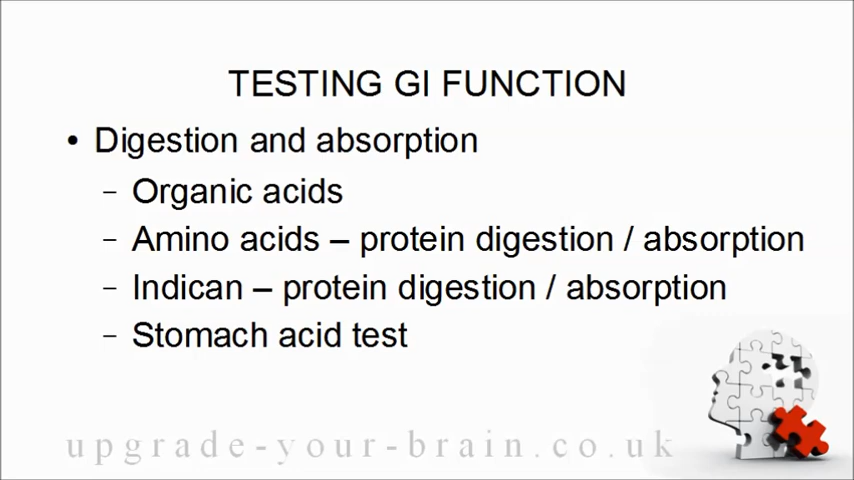 TESTING GI FUNCTION
• Digestion and absorption
– Organic acids
– Amino acids – protein digestion / absorption
– Indican – protein digestion / absorption
– Stomach acid test
upgrade-your-brain.co.uk